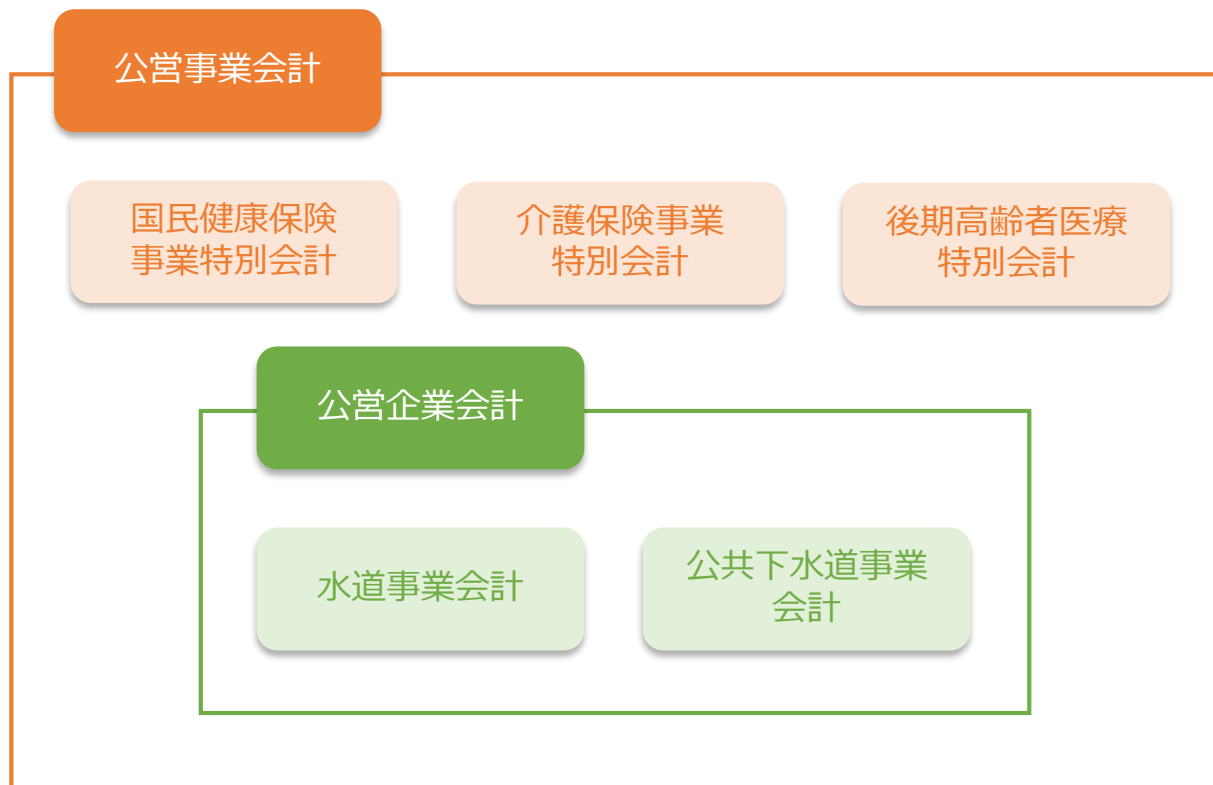 公営事業会計
国民健康保険
事業特別会計
介護保険事業
特別会計
後期高齢者医療
特別会計
公営企業会計
水道事業会計
公共下水道事業
会計